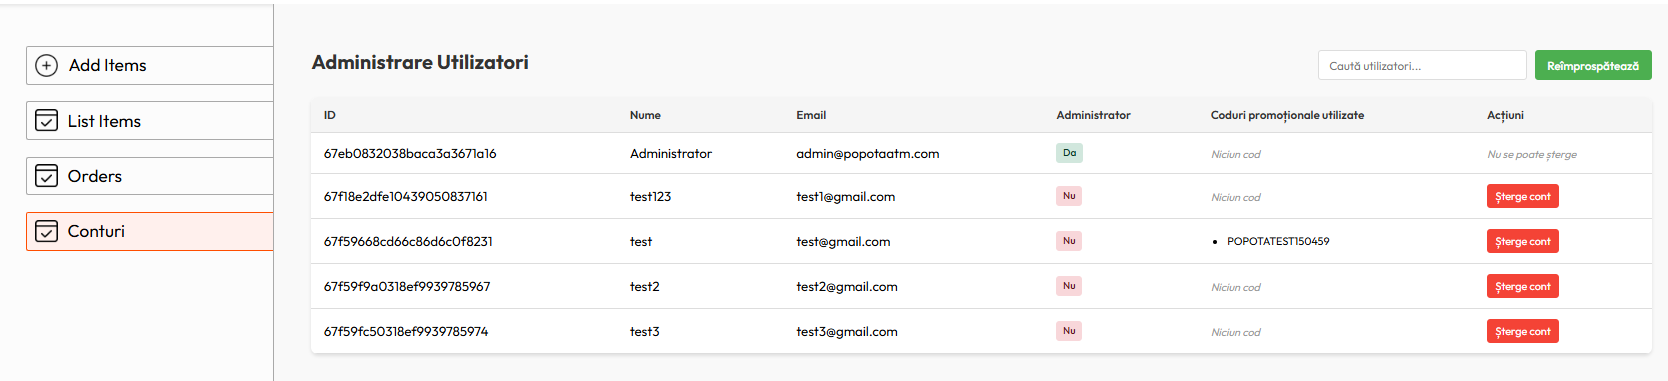 Add Items
List Items
Orders
Conturi
Administrare Utilizatori
Caută utilizatori...
Reîmprospătează
ID Nume Email Administrator Coduri promoționale utilizate Acțiuni
67eb0832038baca3a3671a16 Administrator admin@popotaatm.com Da Niciun cod Nu se poate șterge
67f18e2dfe10439050837161 test123 test1@gmail.com Nu Niciun cod Șterge cont
67f59668cd66c86d6c0f8231 test test@gmail.com Nu • POPOTATEST150459 Șterge cont
67f59f9a0318ef9939785967 test2 test2@gmail.com Nu Niciun cod Șterge cont
67f59fc50318ef9939785974 test3 test3@gmail.com Nu Niciun cod Șterge cont